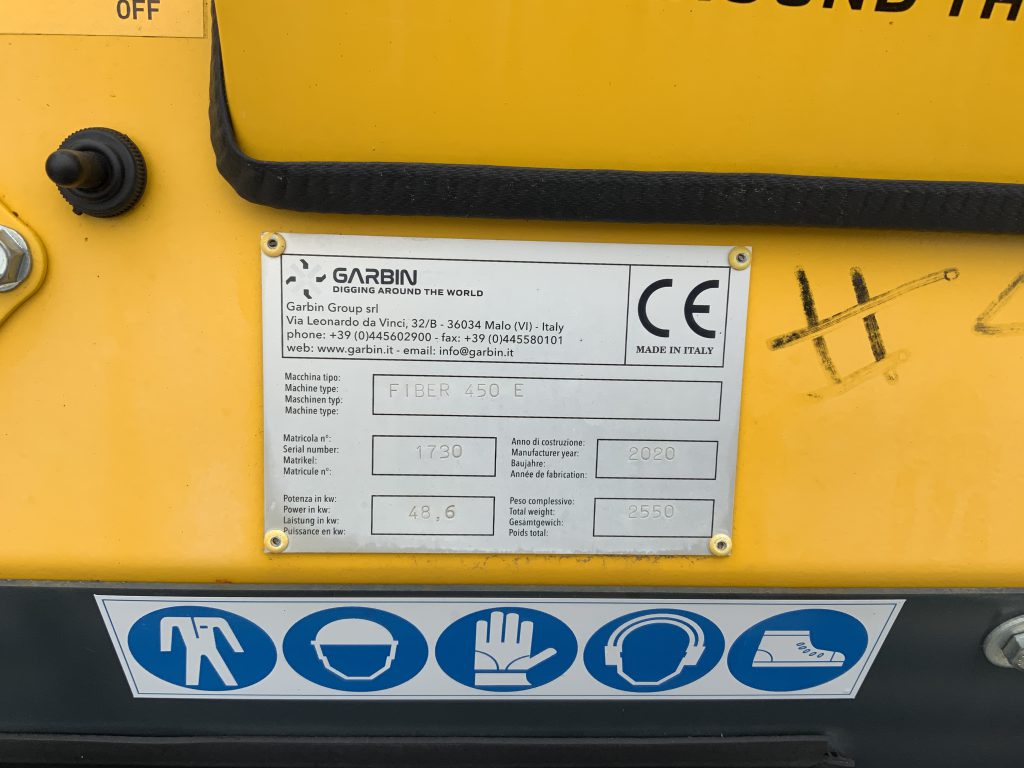 OFF
OUND TH
GARBIN
DIGGING AROUND THE WORLD
Garbin Group srl
Via Leonardo da Vinci, 32/B - 36034 Malo (VI) - Italy
phone: +39 (0)445602900 - fax: +39 (0)445580101
web: www.garbin.it - email: info@garbin.it
CE
MADE IN ITALY
Macchina tipo:
Machine type:
Maschinen typ:
Machine type:
FIBER 450 E
Matricola n°:
Serial number:
Matrikel:
Matricule n°:
1730
Anno di costruzione:
Manufacturer year:
Baujahre:
Année de fabrication:
2020
Potenza in kw:
Power in kw:
Laistung in kw:
Puissance en kw:
48,6
Peso complessivo:
Total weight:
Gesamtgewich:
Poids total:
2550